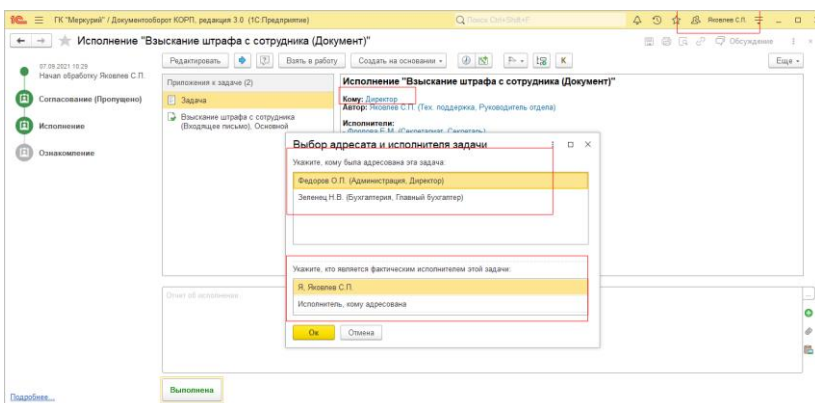 ГК "Меркурий" / Документооборот КОРП, редакция 3.0 (1С:Предприятие)
Поиск Ctrl+Shift+F
Яковлев С.П.
Исполнение "Взыскание штрафа с сотрудника (Документ)"
Обсуждение
07.09.2021 10:29
Начал обработку Яковлев С.П.
Согласование (Пропущено)
Исполнение
Ознакомление
Подробнее...
Редактировать
Взять в работу
Создать на основании
К
Еще
Приложения к задаче (2)
Задача
Взыскание штрафа с сотрудника
(Входящее письмо), Основной
Исполнение "Взыскание штрафа с сотрудника (Документ)"
Кому: Директор
Автор: Яковлев С.П. (Тех. поддержка, Руководитель отдела)
Исполнители:
- Фролова Е.М. (Секретариат, Секретарь)
Выбор адресата и исполнителя задачи
Укажите, кому была адресована эта задача:
Федоров О.П. (Администрация, Директор)
Зеленец Н.В. (Бухгалтерия, Главный бухгалтер)
Укажите, кто является фактическим исполнителем этой задачи:
Я, Яковлев С.П.
Исполнитель, кому адресована
Ок
Отмена
Отчет об исполнении
Выполнена